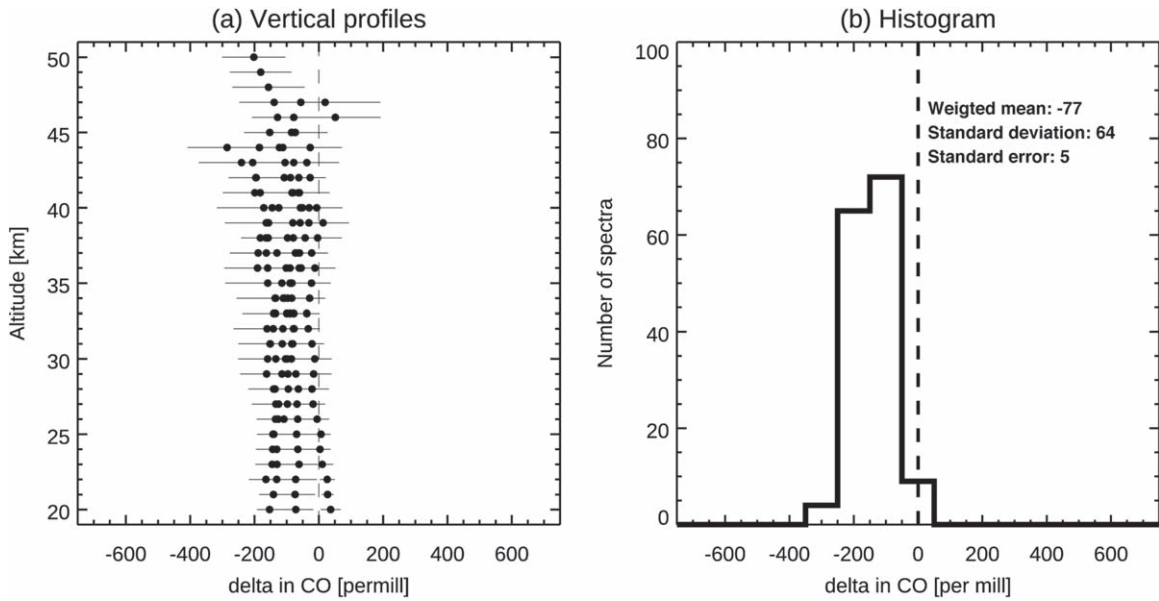 (a) Vertical profiles
50
45
40
35
30
25
20
Altitude [km]
-600 -400 -200 0 200 400 600
delta in CO [permill]
(b) Histogram
100
80
60
40
20
0
Number of spectra
Weigted mean: -77
Standard deviation: 64
Standard error: 5
-600 -400 -200 0 200 400 600
delta in CO [per mill]